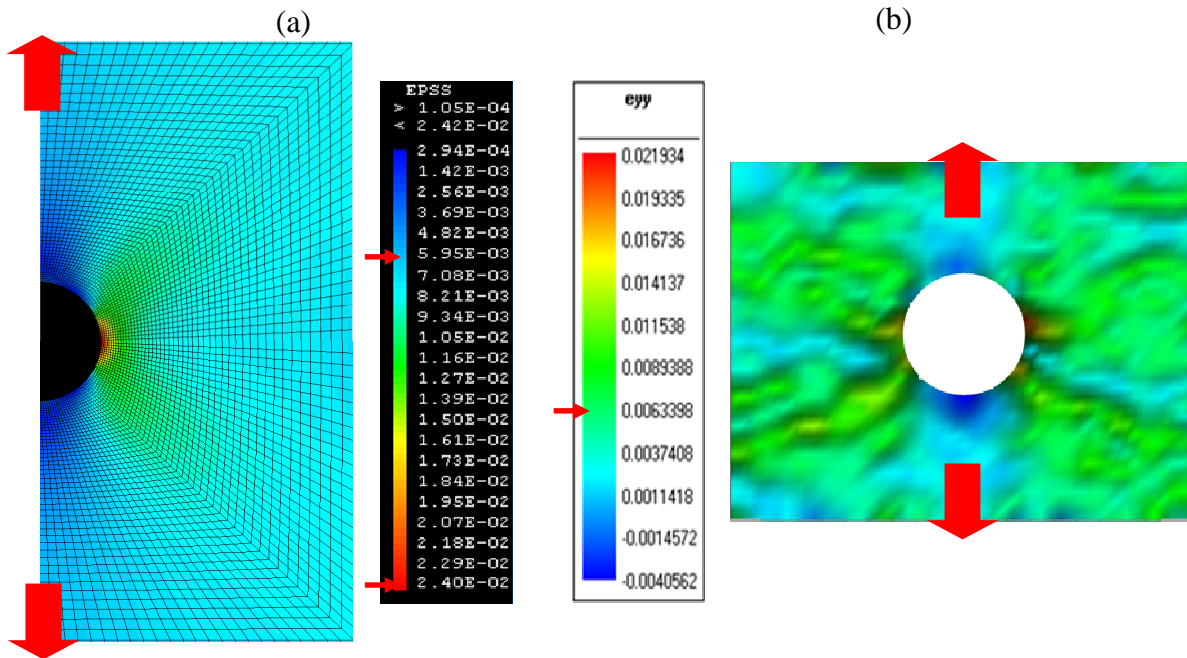 (a)
(b)
EPSS
> 1.05E-04
< 2.42E-02
2.94E-04
1.42E-03
2.56E-03
3.69E-03
4.82E-03
5.95E-03
7.08E-03
8.21E-03
9.34E-03
1.05E-02
1.16E-02
1.27E-02
1.39E-02
1.50E-02
1.61E-02
1.73E-02
1.84E-02
1.95E-02
2.07E-02
2.18E-02
2.29E-02
2.40E-02
eyy
0.021934
0.019335
0.016736
0.014137
0.011538
0.0089388
0.0063398
0.0037408
0.0011418
-0.0014572
-0.0040562